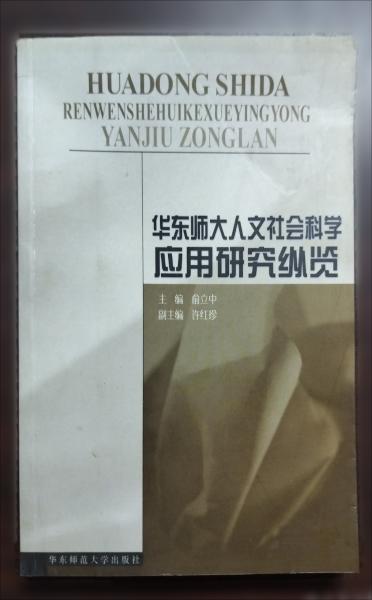 HUADONG SHIDA
RENWENSHEHUIKEXUEYINGYONG
YANJIU ZONGLAN
华东师大人文社会科学
应用研究纵览
主 编 俞立中
副主编 许红珍
华东师范大学出版社